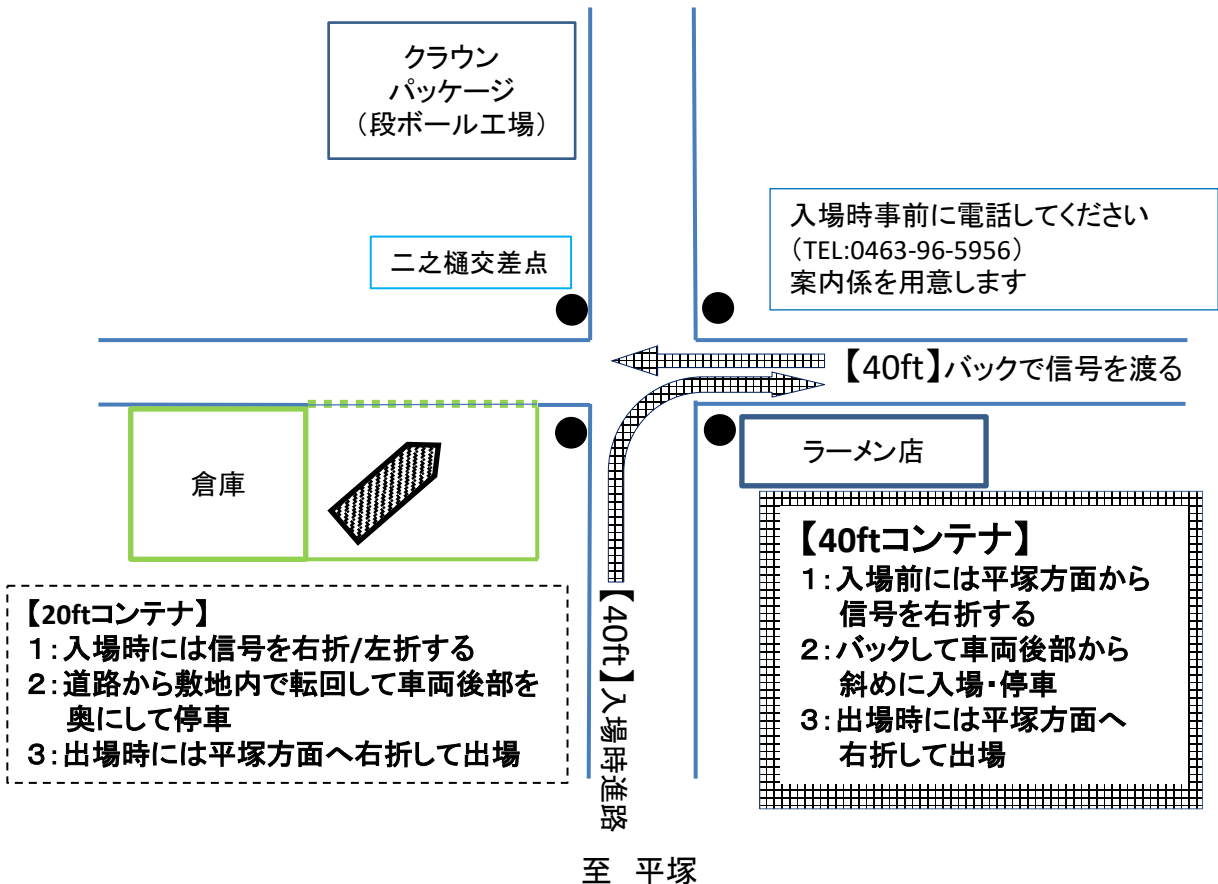 クラウン
パッケージ
（段ボール工場）
入場時事前に電話してください
（TEL:0463-96-5956）
案内係を用意します
二之樋交差点
【40ft】バックで信号を渡る
倉庫
ラーメン店
【40ftコンテナ】
１：入場前には平塚方面から
信号を右折する
２：バックして車両後部から
斜めに入場・停車
３：出場時には平塚方面へ
右折して出場
【20ftコンテナ】
１：入場時には信号を右折/左折する
２：道路から敷地内で転回して車両後部を
奥にして停車
３：出場時には平塚方面へ右折して出場
【40ft】入場時進路
至　平塚